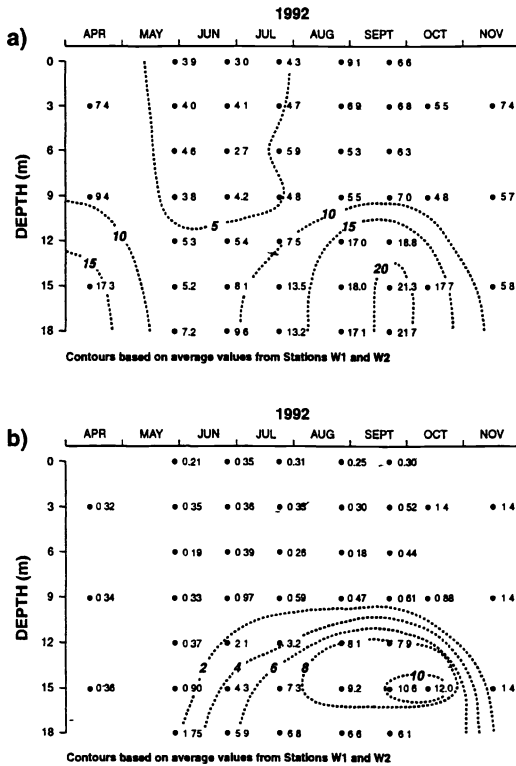 1992
a)
APR MAY JUN JUL AUG SEPT OCT NOV
0 3.9 3.0 4.3 9.1 6.6
3 7.4 4.0 4.1 4.7 6.9 6.8 5.5 7.4
6 4.6 2.7 5.9 5.3 6.3
9 9.4 3.8 4.2 4.8 5.5 7.0 4.8 5.7
10 5 10 15
12 5.3 5.4 7.5 17.0 18.8
15 20
15 17.3 5.2 8.1 13.5 18.0 21.3 17.7 5.8
18 7.2 9.6 13.2 17.1 21.7
DEPTH (m)
Contours based on average values from Stations W1 and W2
1992
b)
APR MAY JUN JUL AUG SEPT OCT NOV
0 0.21 0.35 0.31 0.25 0.30
3 0.32 0.35 0.36 0.30 0.52 1.4 1.4
6 0.19 0.39 0.26 0.18 0.44
9 0.34 0.33 0.97 0.59 0.47 0.61 0.88 1.4
12 0.37 2.1 3.2 8.1 7.9
2 4 6 8 10
15 0.36 0.90 4.3 7.3 9.2 10.6 12.0 1.4
18 1.75 5.9 6.8 6.6 6.1
DEPTH (m)
Contours based on average values from Stations W1 and W2